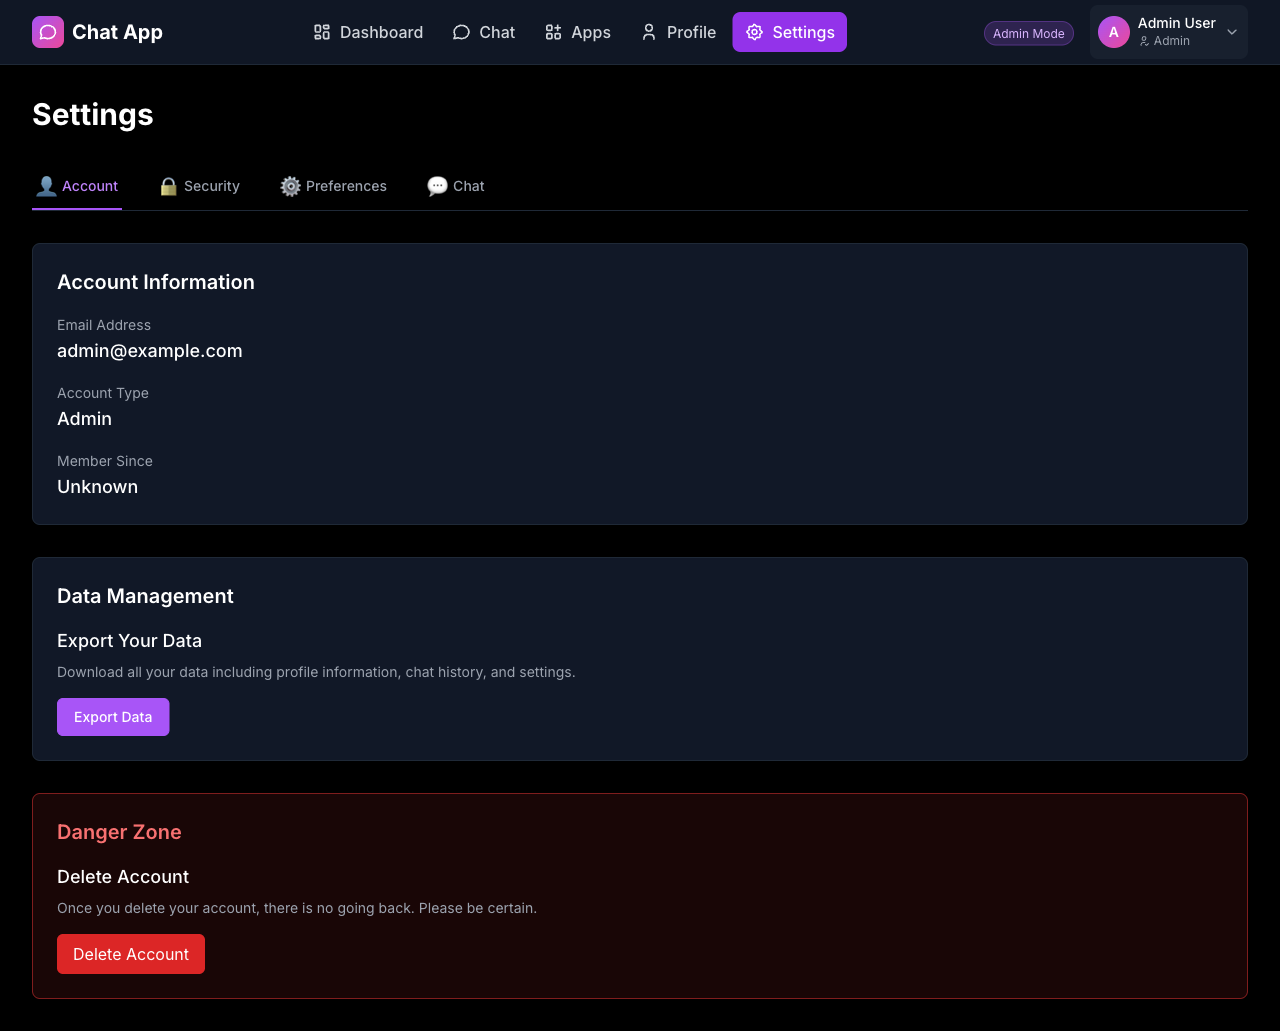 Chat App
Dashboard
Chat
Apps
Profile
Settings
Admin Mode
A
Admin User
Admin
Settings
Account
Security
Preferences
Chat
Account Information
Email Address
admin@example.com
Account Type
Admin
Member Since
Unknown
Data Management
Export Your Data
Download all your data including profile information, chat history, and settings.
Export Data
Danger Zone
Delete Account
Once you delete your account, there is no going back. Please be certain.
Delete Account